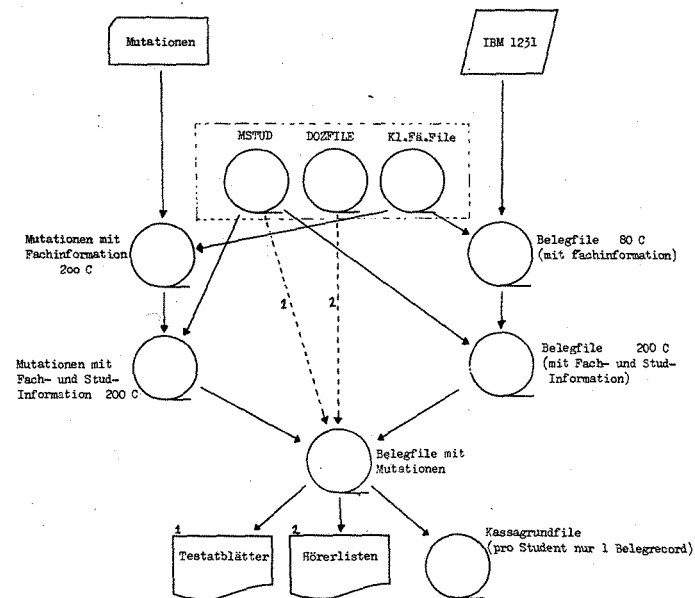 Mutationen
IBM 1231
MSTUD DOZFILE Kl.Fä.File
Mutationen mit
Fachinformation
2oo C
Belegfile 80 C
(mit fachinformation)
2
2
Mutationen mit
Fach- und Stud-
Information 200 C
Belegfile 200 C
(mit Fach- und Stud-
Information)
Belegfile mit
Mutationen
1
Testatblätter
2
Hörerlisten
Kassagrundfile
(pro Student nur 1 Belegrecord)